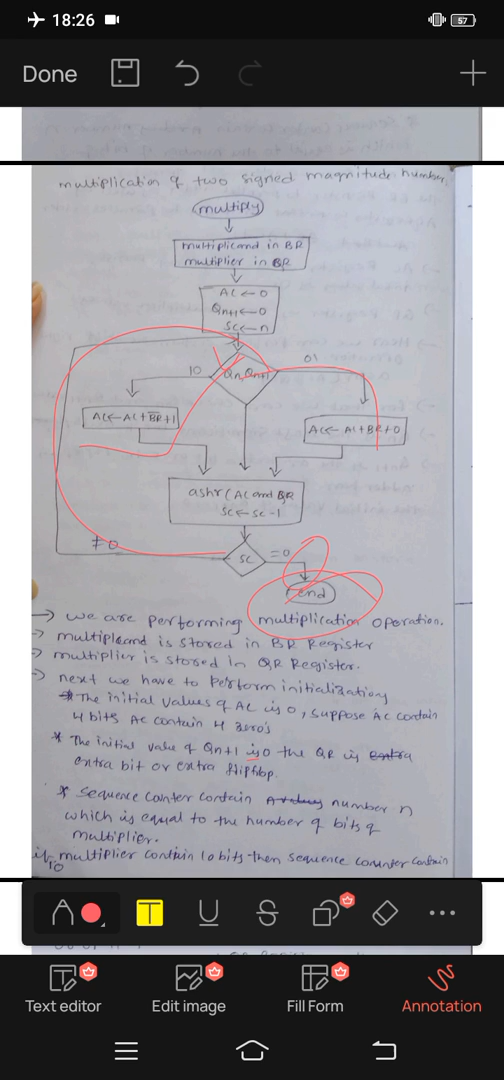 18:26
57
Done
multiplication of two signed magnitude number.
multiply
multiplicand in BR
multiplier in QR
AC ← 0
Qn+1 ← 0
SC ← n
Qn Qn+1
10
01
AC ← AC + B̅R̅ + 1
AC ← AC + BR + 0
ashr (AC and QR
SC ← SC - 1
≠ 0
SC
= 0
end
→ we are performing multiplication operation.
→ multiplicand is stored in BR Register
→ multiplier is stored in QR Register.
→ next we have to perform initialization
* The initial values of AC is 0, suppose AC contain
4 bits AC contain 4 zero's
* The initial value of Qn+1 is 0 the QR is extra
extra bit or extra flipflop.
* Sequence counter contain number n
which is equal to the number of bits of
multiplier.
if multiplier contain 10 bits then sequence counter contain
10
T
U
S
Text editor
Edit image
Fill Form
Annotation